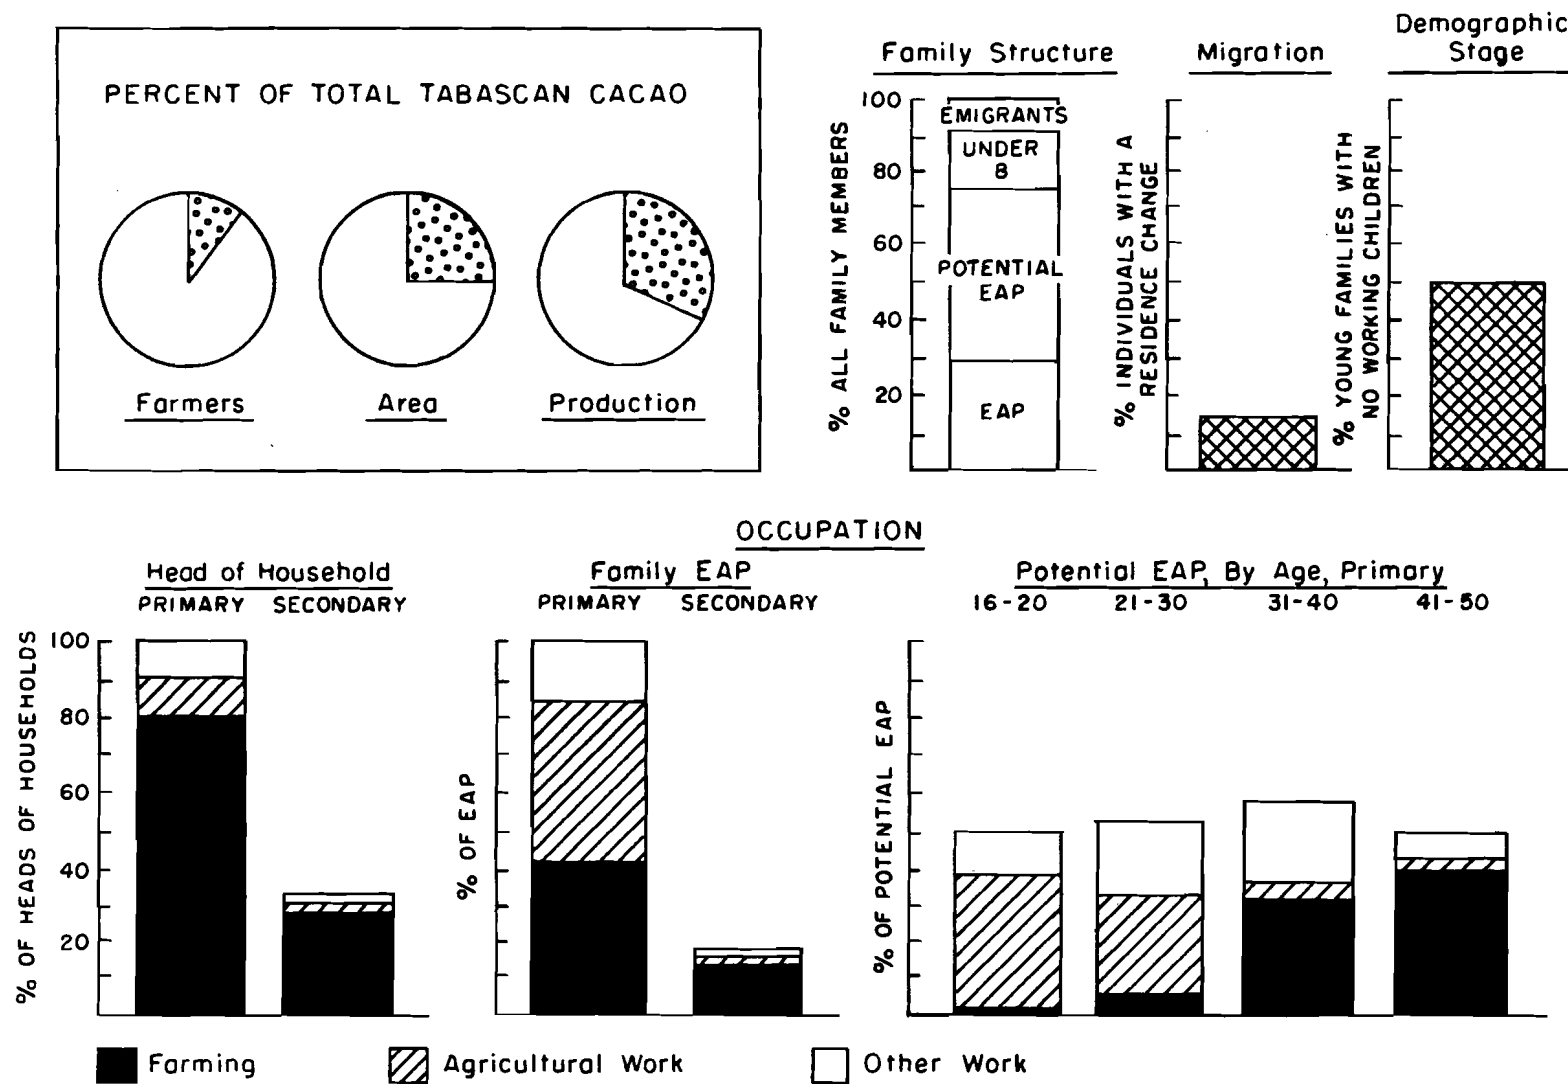 PERCENT OF TOTAL TABASCAN CACAO
Farmers
Area
Production
Family Structure
% ALL FAMILY MEMBERS
100
80
60
40
20
EMIGRANTS
UNDER
8
POTENTIAL
EAP
EAP
Migration
% INDIVIDUALS WITH A
RESIDENCE CHANGE
Demographic
Stage
% YOUNG FAMILIES WITH
NO WORKING CHILDREN
OCCUPATION
Head of Household
PRIMARY SECONDARY
% OF HEADS OF HOUSEHOLDS
100
80
60
40
20
Family EAP
PRIMARY SECONDARY
% OF EAP
Potential EAP, By Age, Primary
16-20 21-30 31-40 41-50
% OF POTENTIAL EAP
Farming
Agricultural Work
Other Work